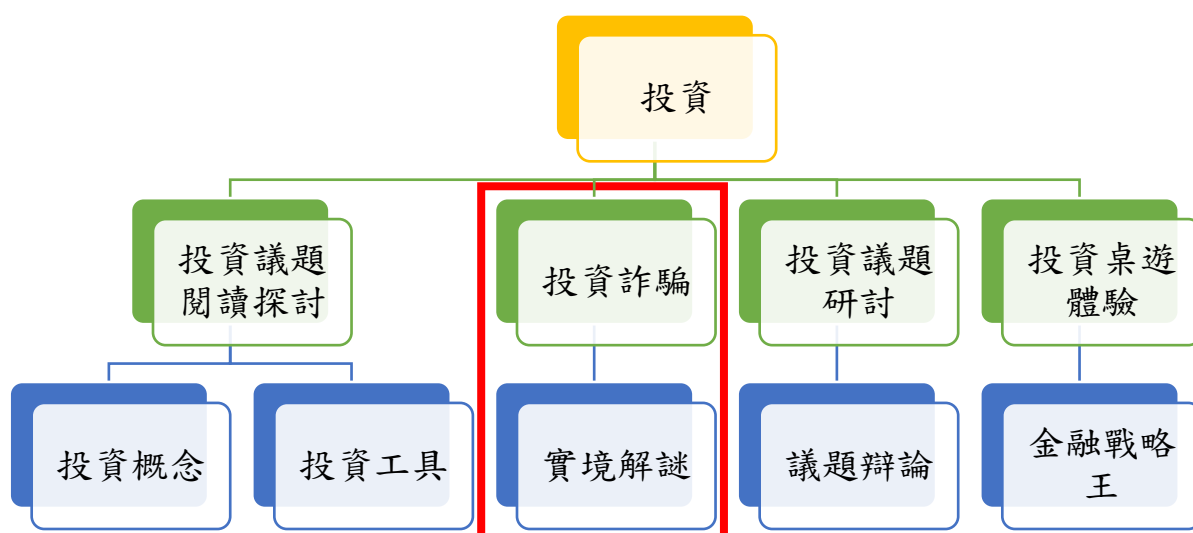 投資
投資議題
閱讀探討
投資詐騙
投資議題
研討
投資桌遊
體驗
投資概念
投資工具
實境解謎
議題辯論
金融戰略
王